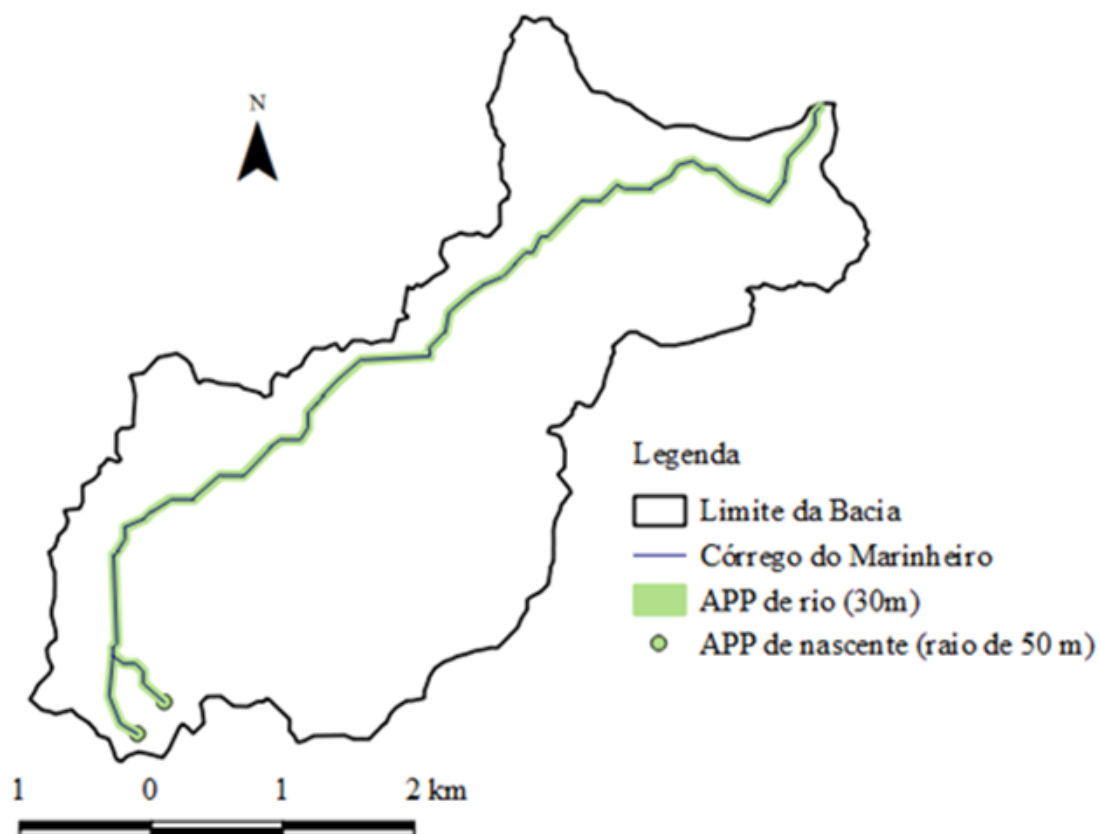 N
Legenda
Limite da Bacia
Córrego do Marinheiro
APP de rio (30m)
APP de nascente (raio de 50 m)
1 0 1 2 km